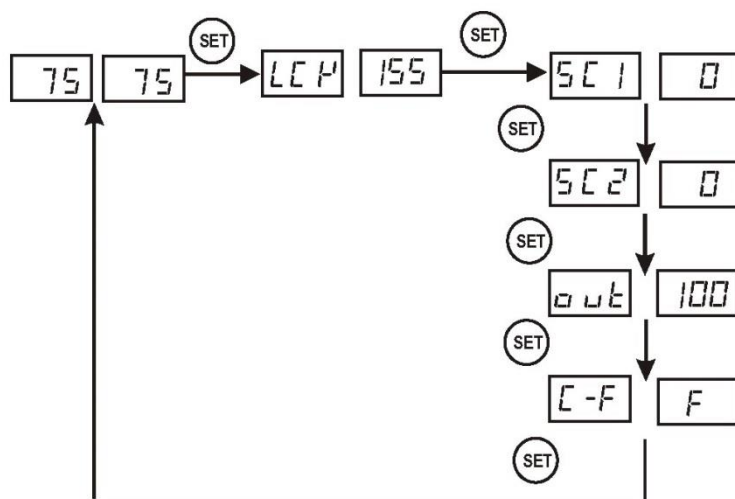 SET SET
75 75 LCK 155 SC1 0
SET
SC2 0
SET
out 100
SET
C-F F
SET